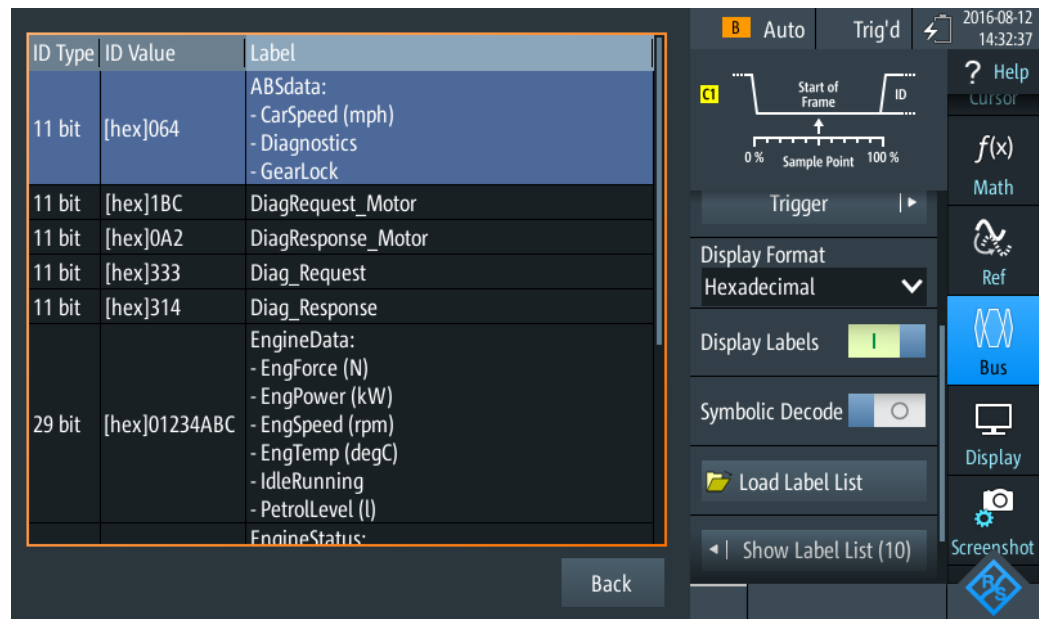 ID Type ID Value Label
11 bit [hex]064 ABSdata:
- CarSpeed (mph)
- Diagnostics
- GearLock
11 bit [hex]1BC DiagRequest_Motor
11 bit [hex]0A2 DiagResponse_Motor
11 bit [hex]333 Diag_Request
11 bit [hex]314 Diag_Response
29 bit [hex]01234ABC EngineData:
- EngForce (N)
- EngPower (kW)
- EngSpeed (rpm)
- EngTemp (degC)
- IdleRunning
- PetrolLevel (l)
EngineStatus:
Back
B Auto Trig'd
2016-08-12
14:32:37
C1
Start of
Frame
ID
0 % Sample Point 100 %
Trigger
Display Format
Hexadecimal
Display Labels I
Symbolic Decode
Load Label List
Show Label List (10)
? Help
Cursor
f(x)
Math
Ref
Bus
Display
Screenshot
R&S